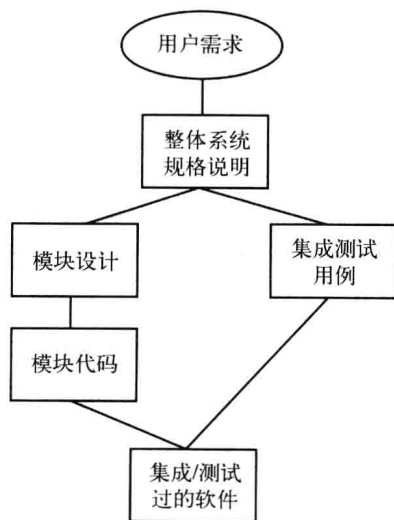 用户需求
整体系统
规格说明
模块设计
集成测试
用例
模块代码
集成/测试
过的软件